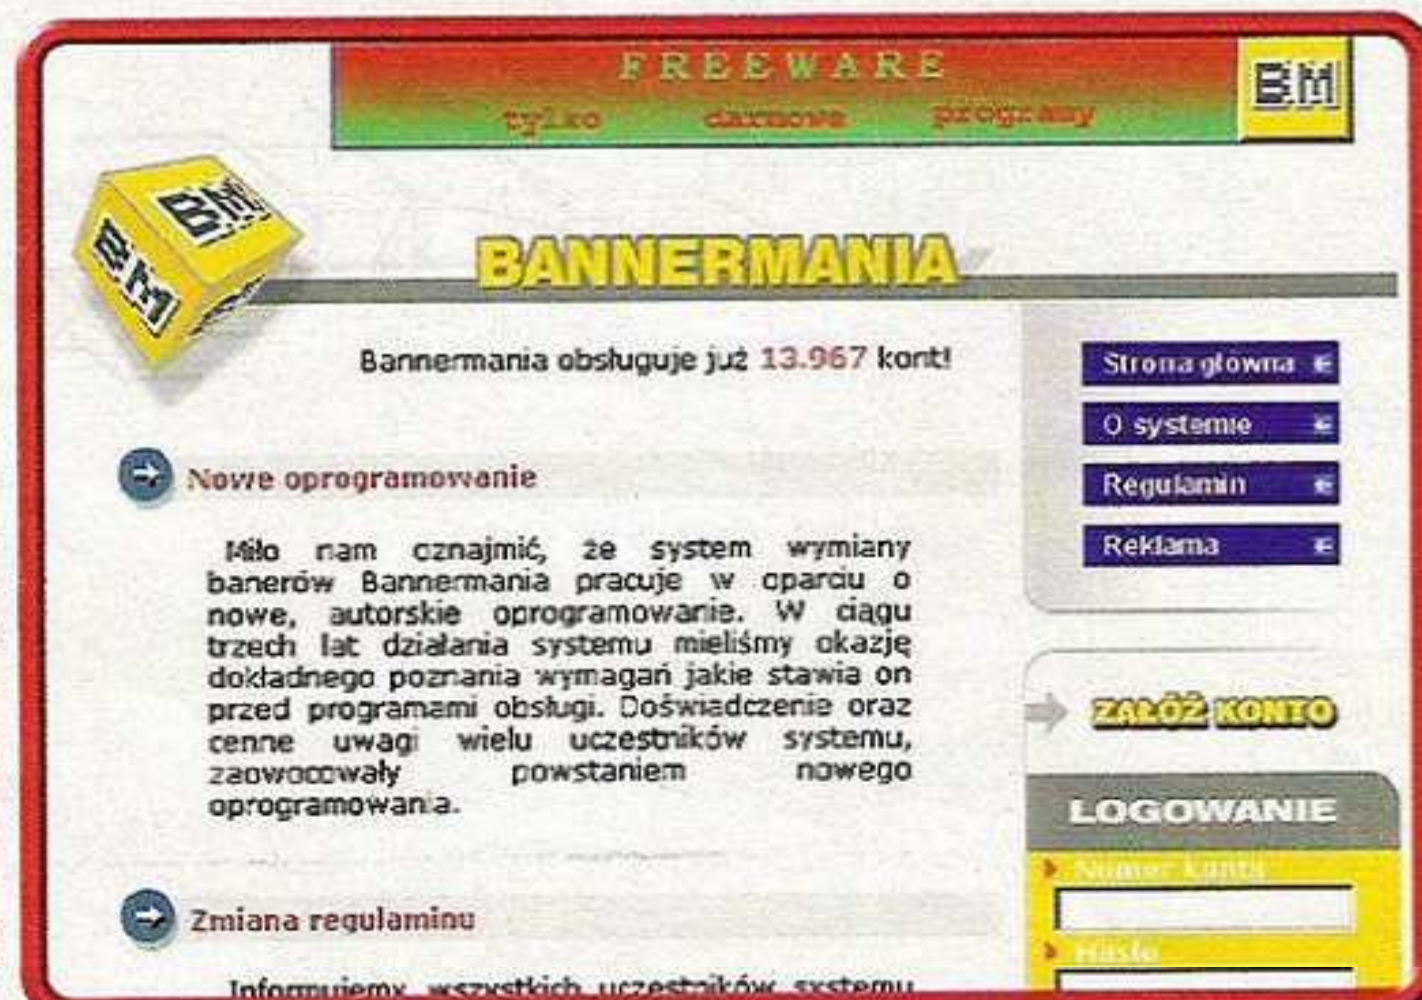 FREEWARE
tylko darmowe programy
BM
BM
BM
BANNERMANIA
Bannermania obsługuje już 13.967 kont!
Nowe oprogramowanie
Miło nam oznajmić, że system wymiany
banerów Bannermania pracuje w oparciu o
nowe, autorskie oprogramowanie. W ciągu
trzech lat działania systemu mieliśmy okazję
dokładnego poznania wymagań jakie stawia on
przed programami obsługi. Doświadczenie oraz
cenne uwagi wielu uczestników systemu,
zaowocowały powstaniem nowego
oprogramowania.
Zmiana regulaminu
Informujemy wszystkich uczestników systemu
Strona główna
O systemie
Regulamin
Reklama
ZAŁÓŻ KONTO
LOGOWANIE
Numer konta
Hasło